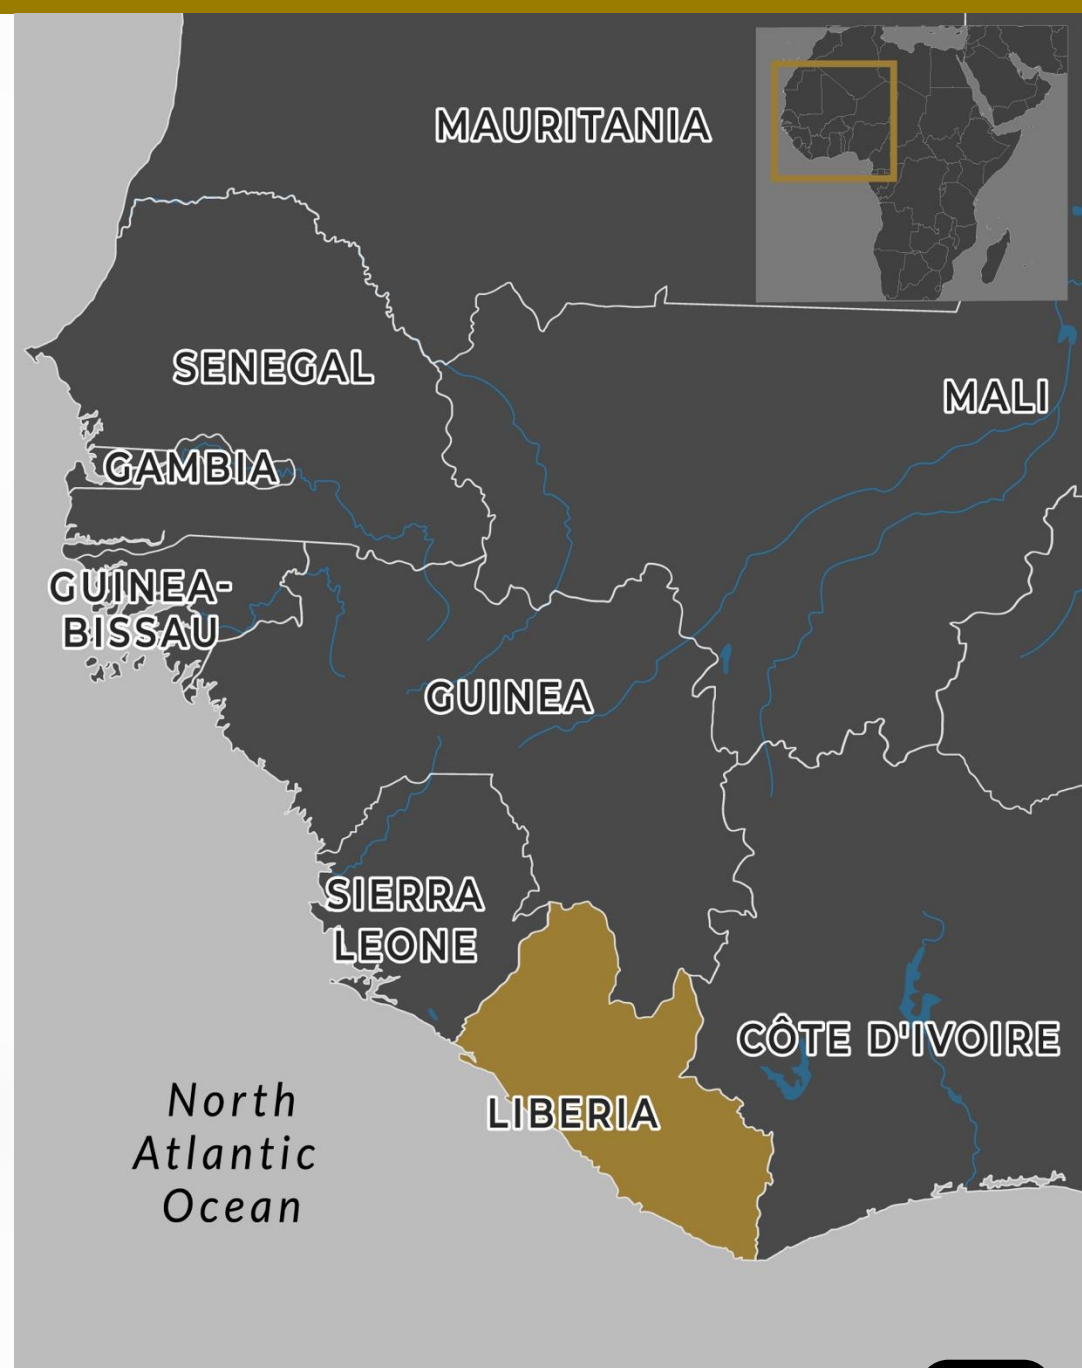 MAURITANIA
SENEGAL
MALI
GAMBIA
GUINEA-
BISSAU
GUINEA
SIERRA
LEONE
CÔTE D'IVOIRE
LIBERIA
North
Atlantic
Ocean